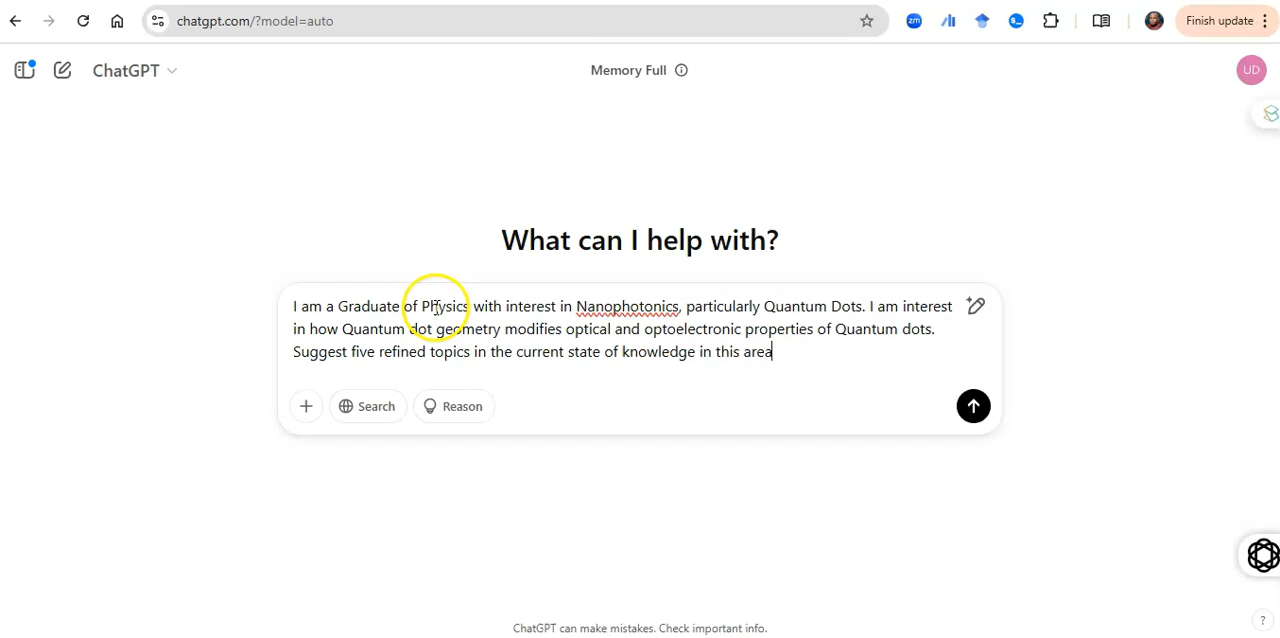 chatgpt.com/?model=auto
Finish update
ChatGPT
Memory Full
UD
What can I help with?
I am a Graduate of Physics with interest in Nanophotonics, particularly Quantum Dots. I am interest
in how Quantum dot geometry modifies optical and optoelectronic properties of Quantum dots.
Suggest five refined topics in the current state of knowledge in this area
Search
Reason
ChatGPT can make mistakes. Check important info.
?